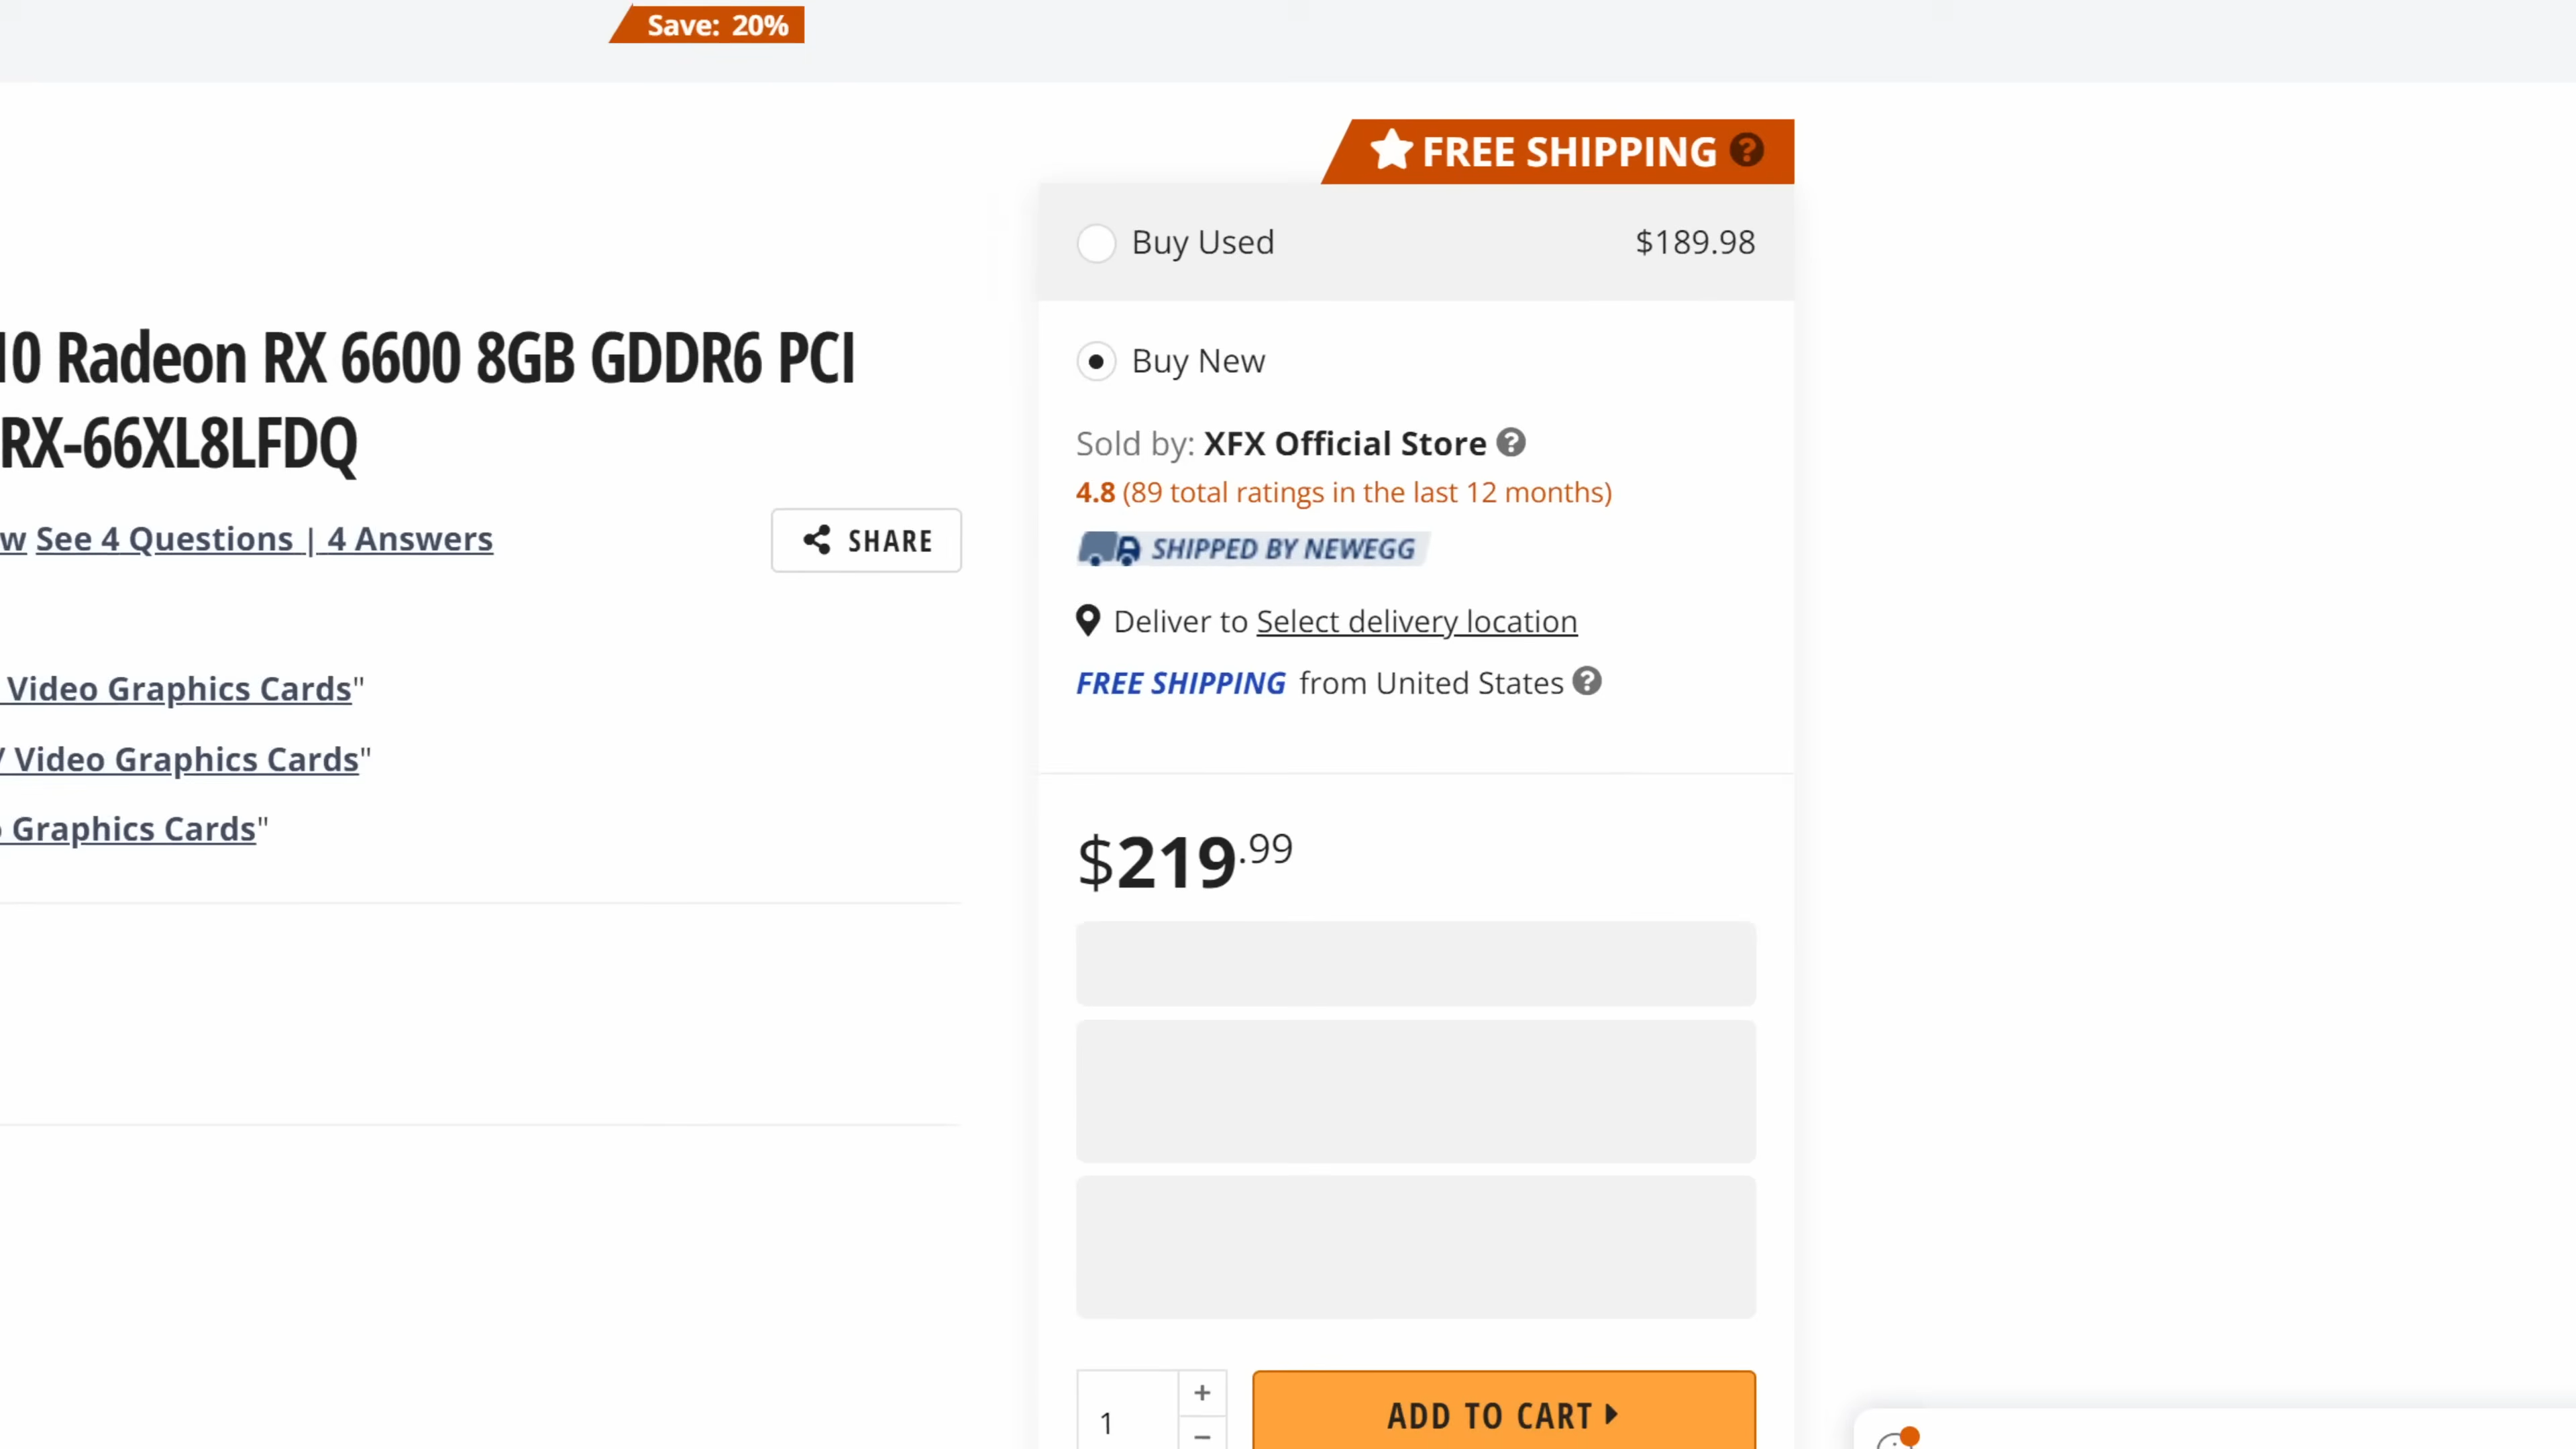 Save: 20%
FREE SHIPPING ?
Buy Used $189.98
10 Radeon RX 6600 8GB GDDR6 PCI
RX-66XL8LFDQ
w See 4 Questions | 4 Answers
SHARE
Video Graphics Cards"
/ Video Graphics Cards"
Graphics Cards"
Buy New
Sold by: XFX Official Store ?
4.8 (89 total ratings in the last 12 months)
SHIPPED BY NEWEGG
Deliver to Select delivery location
FREE SHIPPING from United States ?
$219.99
1
+
−
ADD TO CART